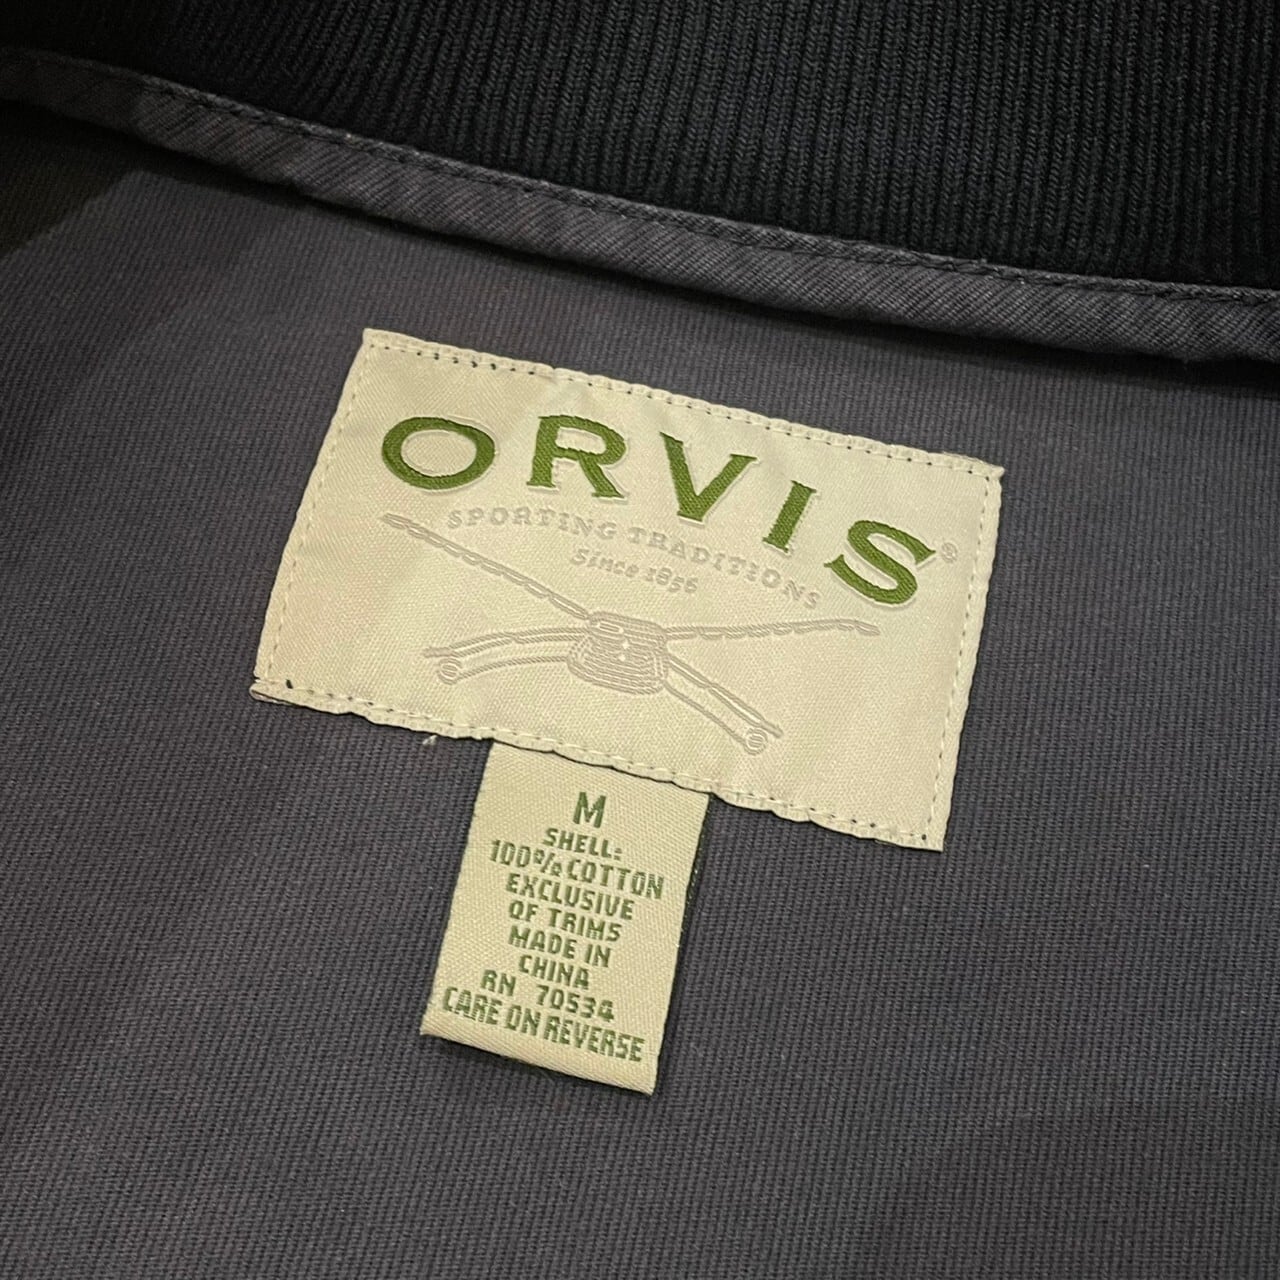 ORVIS®
SPORTING TRADITIONS
Since 1856
M
SHELL:
100% COTTON
EXCLUSIVE
OF TRIMS
MADE IN
CHINA
RN 70534
CARE ON REVERSE